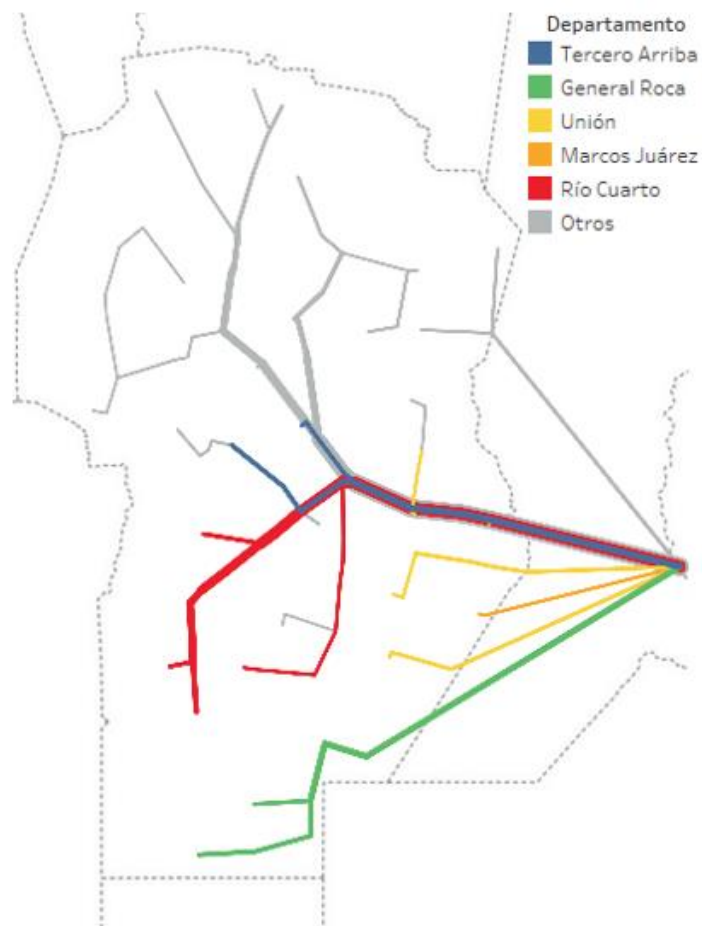 Departamento
Tercero Arriba
General Roca
Unión
Marcos Juárez
Río Cuarto
Otros